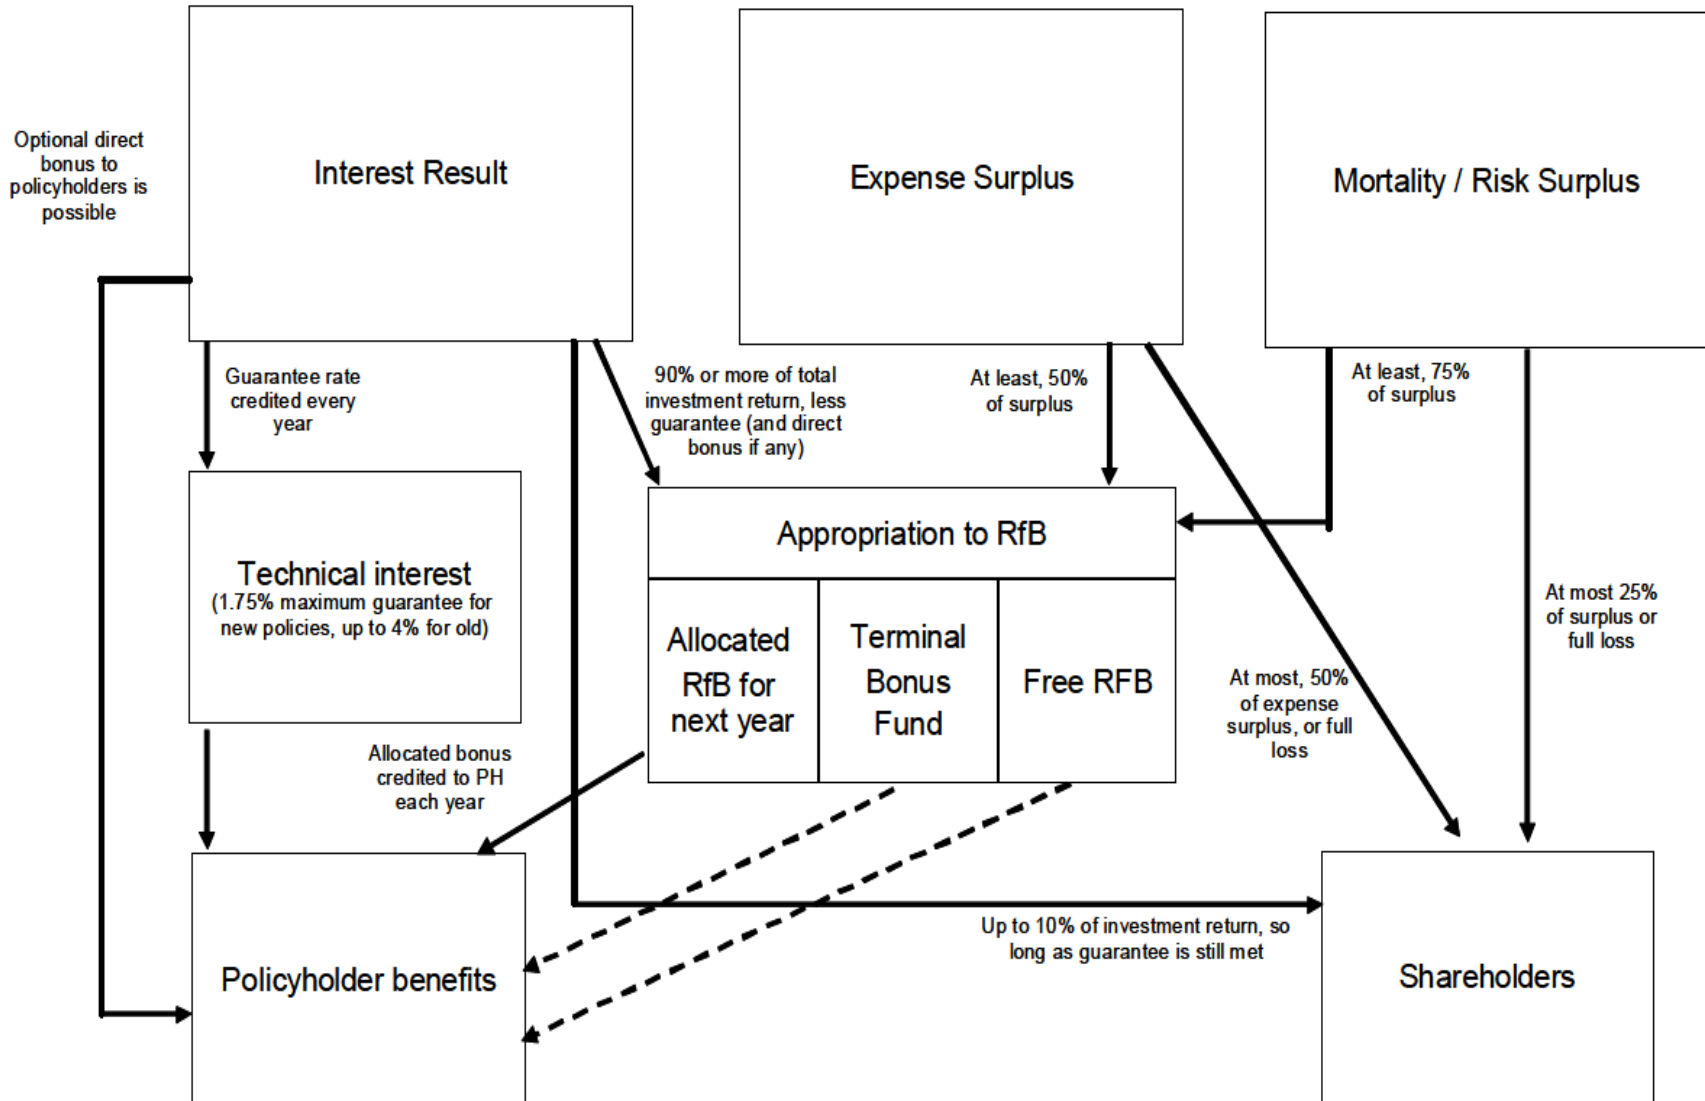 Interest Result
Expense Surplus
Mortality / Risk Surplus
Optional direct
bonus to
policyholders is
possible
Guarantee rate
credited every
year
90% or more of total
investment return, less
guarantee (and direct
bonus if any)
At least, 50%
of surplus
At least, 75%
of surplus
Technical interest
(1.75% maximum guarantee for
new policies, up to 4% for old)
Appropriation to RfB
Allocated
RfB for
next year
Terminal
Bonus
Fund
Free RFB
At most 25%
of surplus or
full loss
At most, 50%
of expense
surplus, or full
loss
Allocated bonus
credited to PH
each year
Up to 10% of investment return, so
long as guarantee is still met
Policyholder benefits
Shareholders